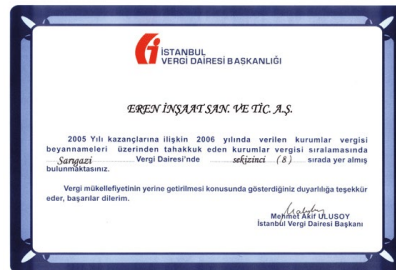 İSTANBUL
VERGİ DAİRESİ BAŞKANLIĞI
EREN İNŞAAT SAN. VE TİC. A.Ş.
2005 Yılı kazançlarına ilişkin 2006 yılında verilen kurumlar vergisi
beyannameleri üzerinden tahakkuk eden kurumlar vergisi sıralamasında
Sarıgazi Vergi Dairesi'nde sekizinci (8) sırada yer almış
bulunmaktasınız.
Vergi mükellefiyetinin yerine getirilmesi konusunda gösterdiğiniz duyarlılığa teşekkür
eder, başarılar dilerim.
Mehmet Akif ULUSOY
İstanbul Vergi Dairesi Başkanı